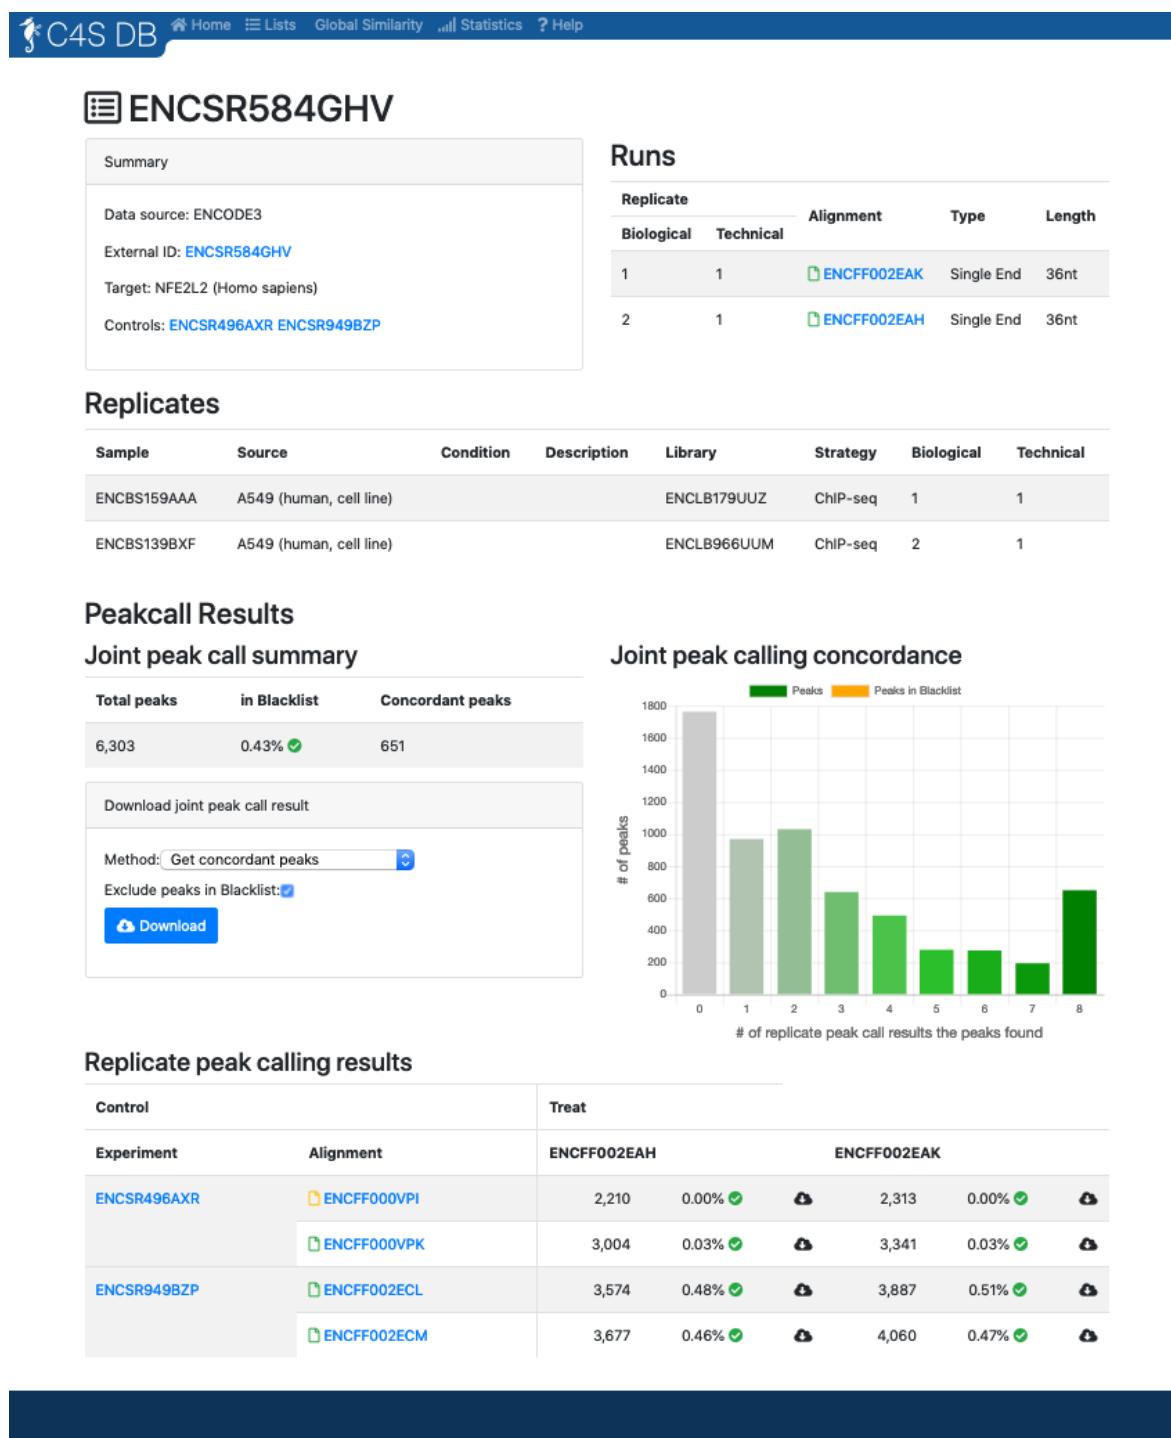 C4S DB Home Lists Global Similarity Statistics ? Help
ENCSR584GHV
Summary
Data source: ENCODE3
External ID: ENCSR584GHV
Target: NFE2L2 (Homo sapiens)
Controls: ENCSR496AXR ENCSR949BZP
Runs
Replicate Alignment Type Length
Biological Technical
1 1 ENCFF002EAK Single End 36nt
2 1 ENCFF002EAH Single End 36nt
Replicates
Sample Source Condition Description Library Strategy Biological Technical
ENCBS159AAA A549 (human, cell line) ENCLB179UUZ ChIP-seq 1 1
ENCBS139BXF A549 (human, cell line) ENCLB966UUM ChIP-seq 2 1
Peakcall Results
Joint peak call summary
Total peaks in Blacklist Concordant peaks
6,303 0.43% 651
Download joint peak call result
Method: Get concordant peaks
Exclude peaks in Blacklist:
Download
Joint peak calling concordance
Peaks Peaks in Blacklist
1800
1600
1400
1200
1000
800
600
400
200
0
# of peaks
0 1 2 3 4 5 6 7 8
# of replicate peak call results the peaks found
Replicate peak calling results
Control Treat
Experiment Alignment ENCFF002EAH ENCFF002EAK
ENCSR496AXR ENCFF000VPI 2,210 0.00% 2,313 0.00%
ENCFF000VPK 3,004 0.03% 3,341 0.03%
ENCSR949BZP ENCFF002ECL 3,574 0.48% 3,887 0.51%
ENCFF002ECM 3,677 0.46% 4,060 0.47%